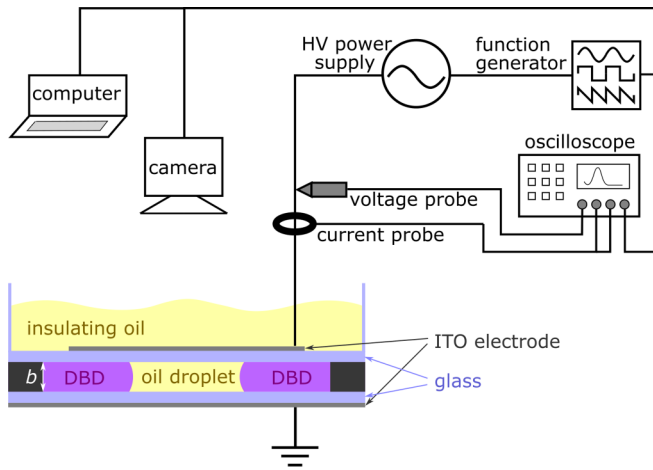 HV power
supply
function
generator
computer
camera
oscilloscope
voltage probe
current probe
insulating oil
ITO electrode
b
DBD
oil droplet
DBD
glass